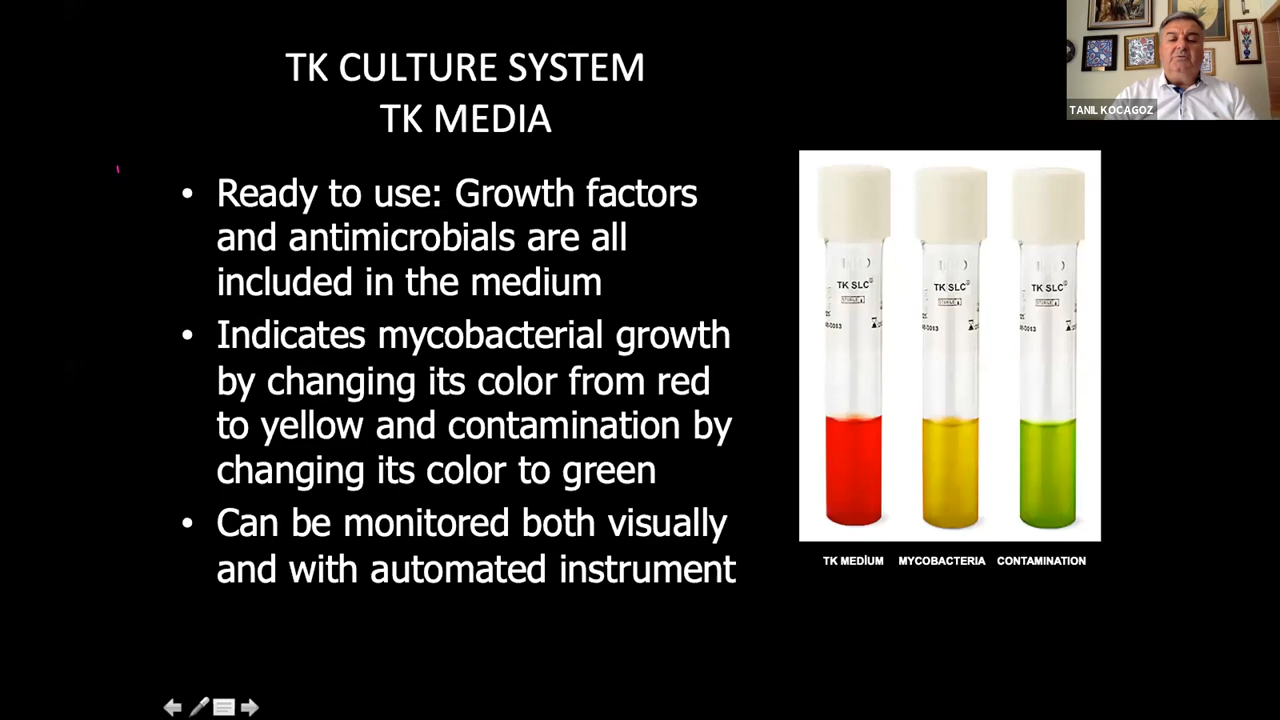 TK CULTURE SYSTEM
TK MEDIA
TANIL KOCAGOZ
• Ready to use: Growth factors
and antimicrobials are all
included in the medium
• Indicates mycobacterial growth
by changing its color from red
to yellow and contamination by
changing its color to green
• Can be monitored both visually
and with automated instrument
TK SLC
TK SLC
TK SLC
STERILE
STERILE
STERILE
TK MEDİUM MYCOBACTERIA CONTAMINATION